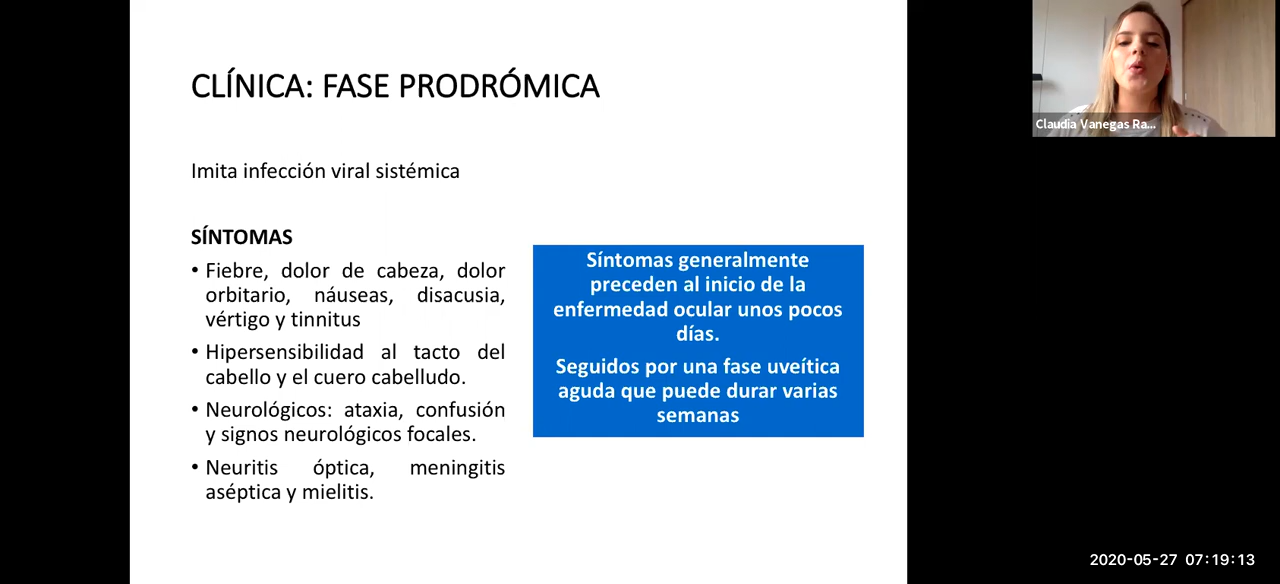 CLÍNICA: FASE PRODRÓMICA
Imita infección viral sistémica
SÍNTOMAS
• Fiebre, dolor de cabeza, dolor
orbitario, náuseas, disacusia,
vértigo y tinnitus
• Hipersensibilidad al tacto del
cabello y el cuero cabelludo.
• Neurológicos: ataxia, confusión
y signos neurológicos focales.
• Neuritis óptica, meningitis
aséptica y mielitis.
Síntomas generalmente
preceden al inicio de la
enfermedad ocular unos pocos
días.
Seguidos por una fase uveítica
aguda que puede durar varias
semanas
Claudia Vanegas Ra...
2020-05-27 07:19:13